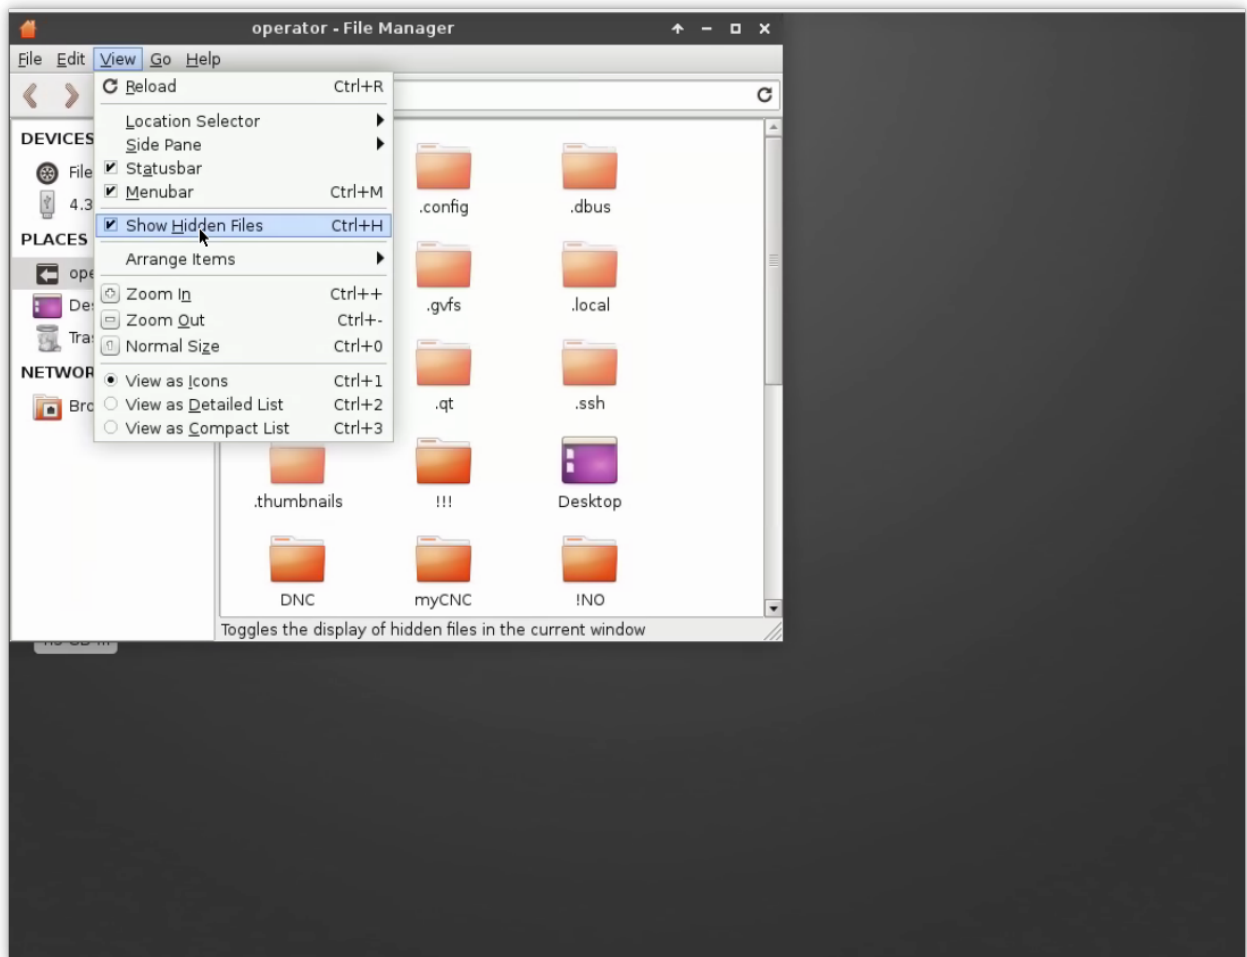 operator - File Manager
File Edit View Go Help
Reload Ctrl+R
Location Selector
Side Pane
Statusbar
Menubar Ctrl+M
Show Hidden Files Ctrl+H
Arrange Items
Zoom In Ctrl++
Zoom Out Ctrl+-
Normal Size Ctrl+0
View as Icons Ctrl+1
View as Detailed List Ctrl+2
View as Compact List Ctrl+3
DEVICES
File
4.3
PLACES
ope
Des
Tra
NETWOR
Bro
.config .dbus
.gvfs .local
.qt .ssh
.thumbnails !!! Desktop
DNC myCNC !NO
Toggles the display of hidden files in the current window